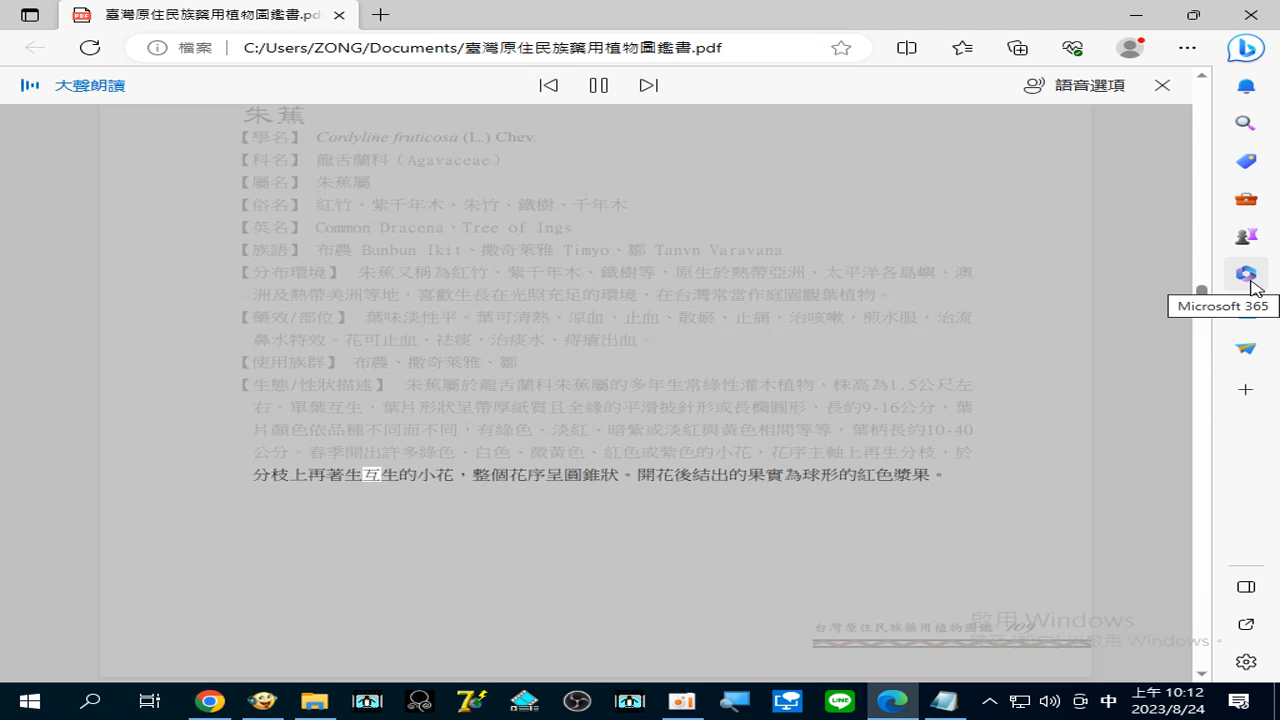 臺灣原住民族藥用植物圖鑑書.pdf
檔案
C:/Users/ZONG/Documents/臺灣原住民族藥用植物圖鑑書.pdf
大聲朗讀
語音選項
朱蕉
【學名】 Cordyline fruticosa (L.) Chev.
【科名】 龍舌蘭科（Agavaceae）
【屬名】 朱蕉屬
【俗名】 紅竹、紫千年木、朱竹、鐵樹、千年木
【英名】 Common Dracena、Tree of Ings
【族語】 布農 Bunbun Ikit、撒奇萊雅 Timyo、鄒 Tanvn Varavana
【分布環境】 朱蕉又稱為紅竹、紫千年木、鐵樹等，原生於熱帶亞洲、太平洋各島嶼、澳
洲及熱帶美洲等地，喜歡生長在光照充足的環境，在台灣常當作庭園觀葉植物。
【藥效/部位】 葉味淡性平。葉可清熱、涼血、止血、散瘀、止痛，治咳嗽，煎水服，治流
鼻水特效。花可止血、祛痰，治痰水、痔瘡出血。
【使用族群】 布農、撒奇萊雅、鄒
【生態/性狀描述】 朱蕉屬於龍舌蘭科朱蕉屬的多年生常綠性灌木植物，株高為1.5公尺左
右。單葉互生，葉片形狀呈帶厚紙質且全緣的平滑披針形或長橢圓形，長約9-16公分，葉
片顏色依品種不同而不同，有綠色、淡紅、暗紫或淡紅與黃色相間等等，葉柄長約10-40
公分。春季開出許多綠色、白色、微黃色、紅色或紫色的小花，花序主軸上再生分枝，於
分枝上再著生互生的小花，整個花序呈圓錐狀。開花後結出的果實為球形的紅色漿果。
Microsoft 365
台灣原住民族藥用植物圖鑑 109
啟用 Windows
啟用 Windows。
中
上午 10:12
2023/8/24